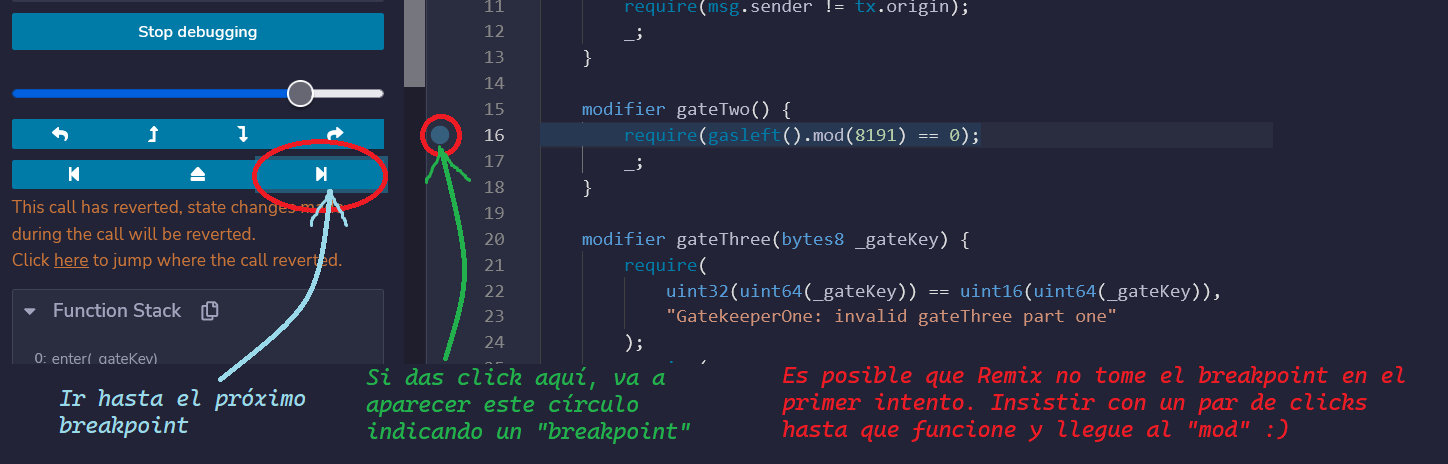 Stop debugging
This call has reverted, state changes made
during the call will be reverted.
Click here to jump where the call reverted.
Function Stack
0: enter(_gateKey)
11 require(msg.sender != tx.origin);
12 _;
13 }
14
15 modifier gateTwo() {
16 require(gasleft().mod(8191) == 0);
17 _;
18 }
19
20 modifier gateThree(bytes8 _gateKey) {
21 require(
22 uint32(uint64(_gateKey)) == uint16(uint64(_gateKey)),
23 "GatekeeperOne: invalid gateThree part one"
24 );
Ir hasta el próximo
breakpoint
Si das click aquí, va a
aparecer este círculo
indicando un "breakpoint"
Es posible que Remix no tome el breakpoint en el
primer intento. Insistir con un par de clicks
hasta que funcione y llegue al "mod" :)